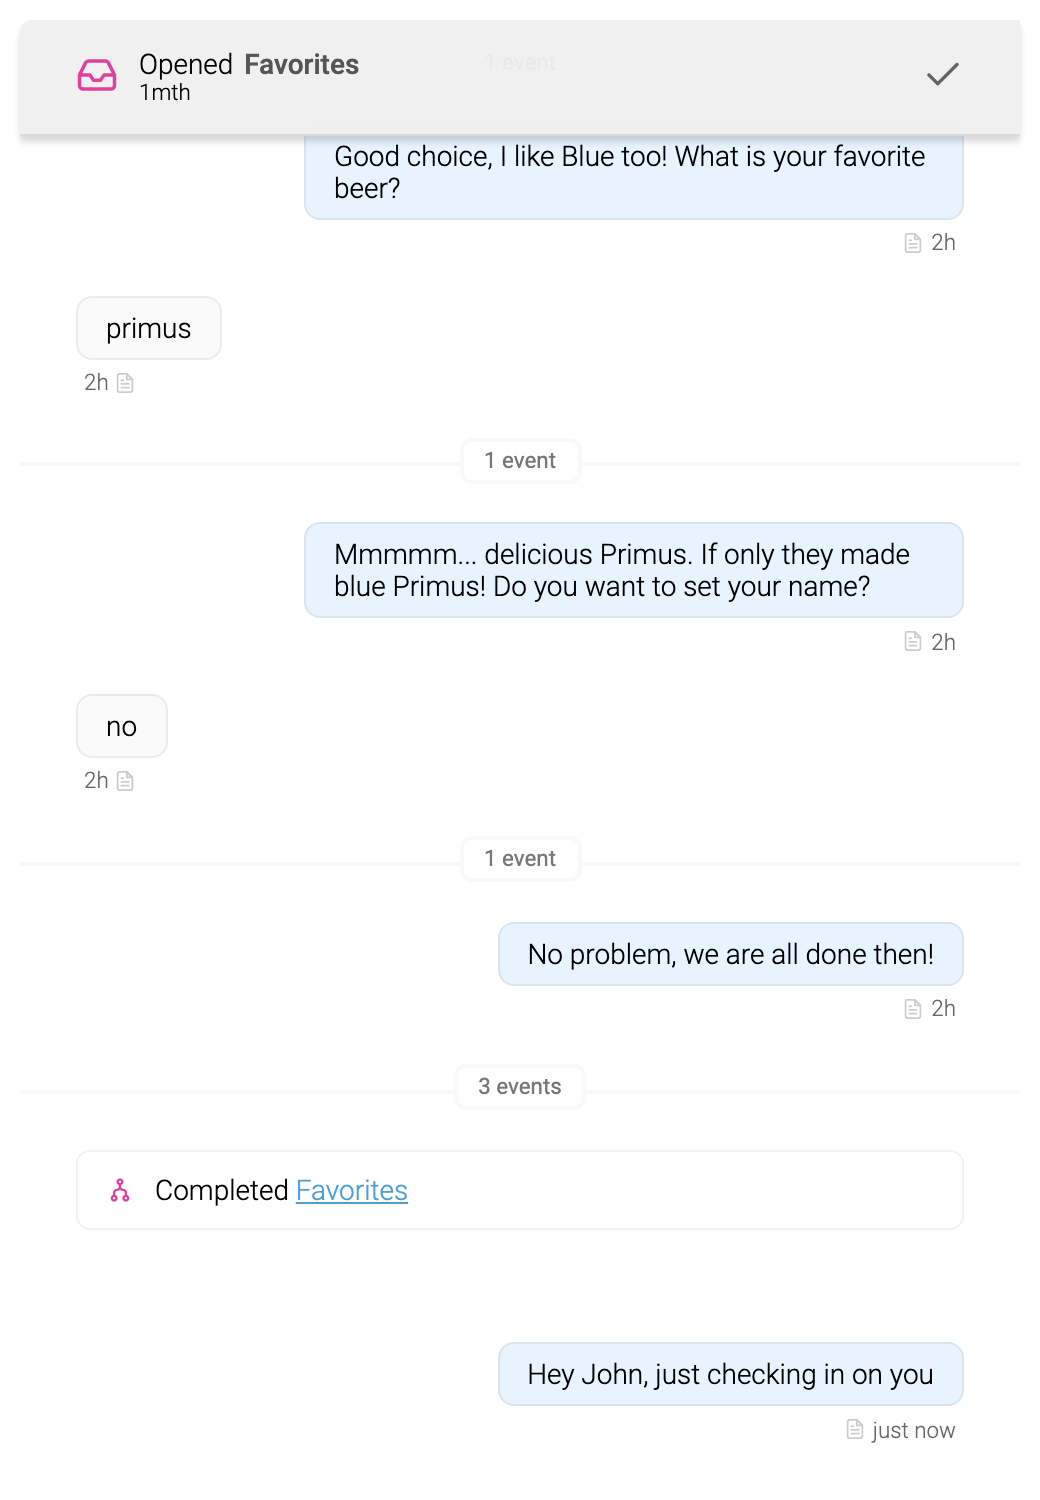 Opened Favorites
1 event
1mth
Good choice, I like Blue too! What is your favorite
beer?
2h
primus
2h
1 event
Mmmmm... delicious Primus. If only they made
blue Primus! Do you want to set your name?
2h
no
2h
1 event
No problem, we are all done then!
2h
3 events
Completed Favorites
Hey John, just checking in on you
just now